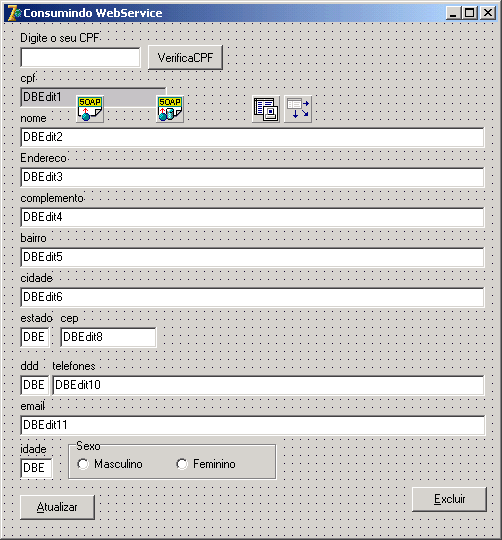 Consumindo WebService
Digite o seu CPF
VerificaCPF
cpf
DBEdit1
SOAP SOAP
nome
DBEdit2
Endereco
DBEdit3
complemento
DBEdit4
bairro
DBEdit5
cidade
DBEdit6
estado cep
DBE DBEdit8
ddd telefones
DBE DBEdit10
email
DBEdit11
idade Sexo
DBE Masculino Feminino
Atualizar Excluir